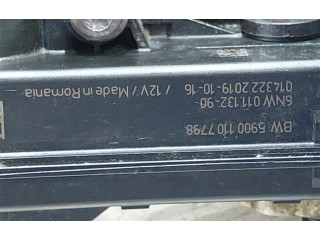 BW 5900 110 7798
6NW 011.132-90
014322 2019-10-16
/ 12V / Made in Romania